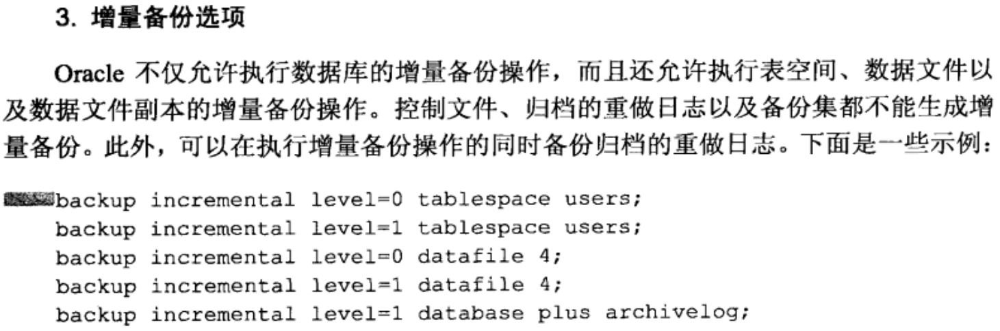 3. 增量备份选项
Oracle 不仅允许执行数据库的增量备份操作，而且还允许执行表空间、数据文件以
及数据文件副本的增量备份操作。控制文件、归档的重做日志以及备份集都不能生成增
量备份。此外，可以在执行增量备份操作的同时备份归档的重做日志。下面是一些示例：
backup incremental level=0 tablespace users;
backup incremental level=1 tablespace users;
backup incremental level=0 datafile 4;
backup incremental level=1 datafile 4;
backup incremental level=1 database plus archivelog;